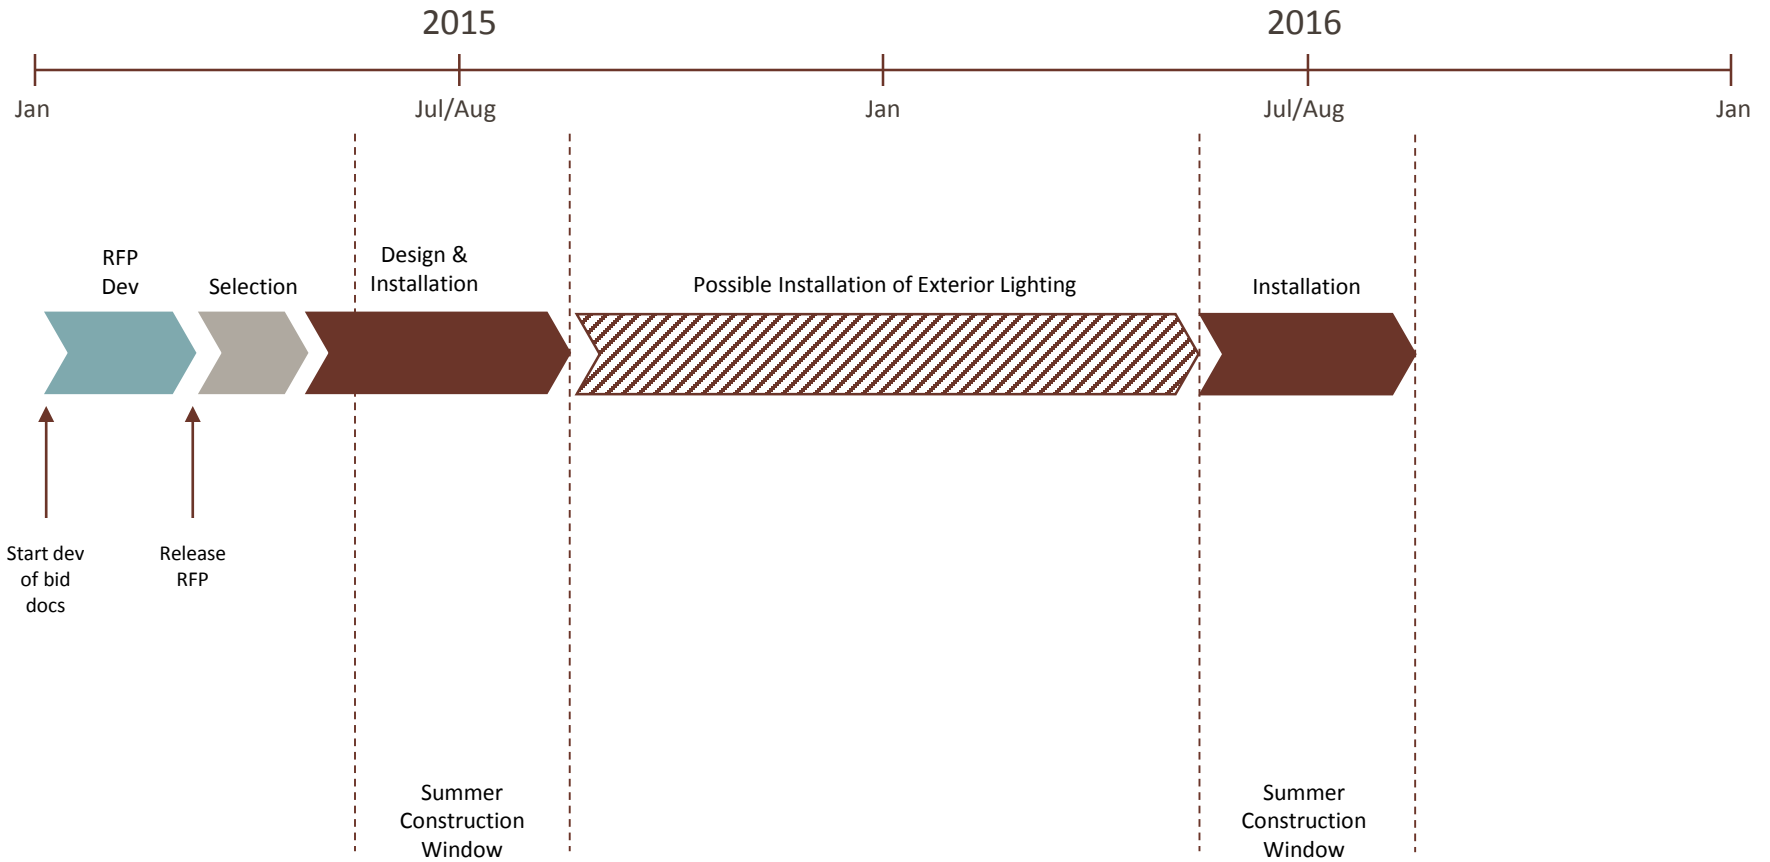 2015
2016
Jan
Jul/Aug
Jan
Jul/Aug
Jan
RFP
Dev
Selection
Design &
Installation
Possible Installation of Exterior Lighting
Installation
Start dev
of bid
docs
Release
RFP
Summer
Construction
Window
Summer
Construction
Window